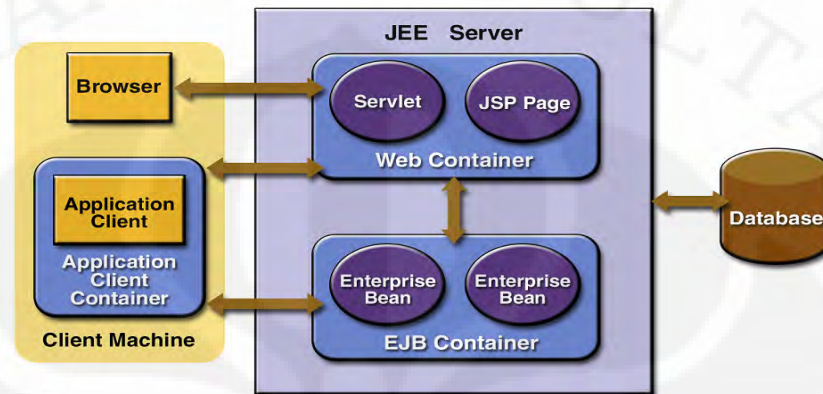 JEE Server
Browser
Servlet
JSP Page
Web Container
Application
Client
Application
Client
Container
Client Machine
Enterprise
Bean
Enterprise
Bean
EJB Container
Database